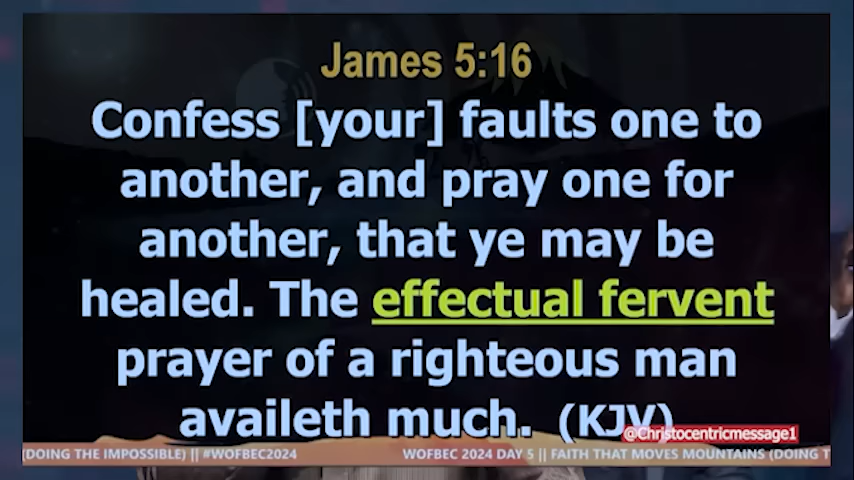 James 5:16
Confess [your] faults one to
another, and pray one for
another, that ye may be
healed. The effectual fervent
prayer of a righteous man
availeth much. (KJV)
@Christocentricmessage1
(DOING THE IMPOSSIBLE) || #WOFBEC2024 WOFBEC 2024 DAY 5 || FAITH THAT MOVES MOUNTAINS (DOING T